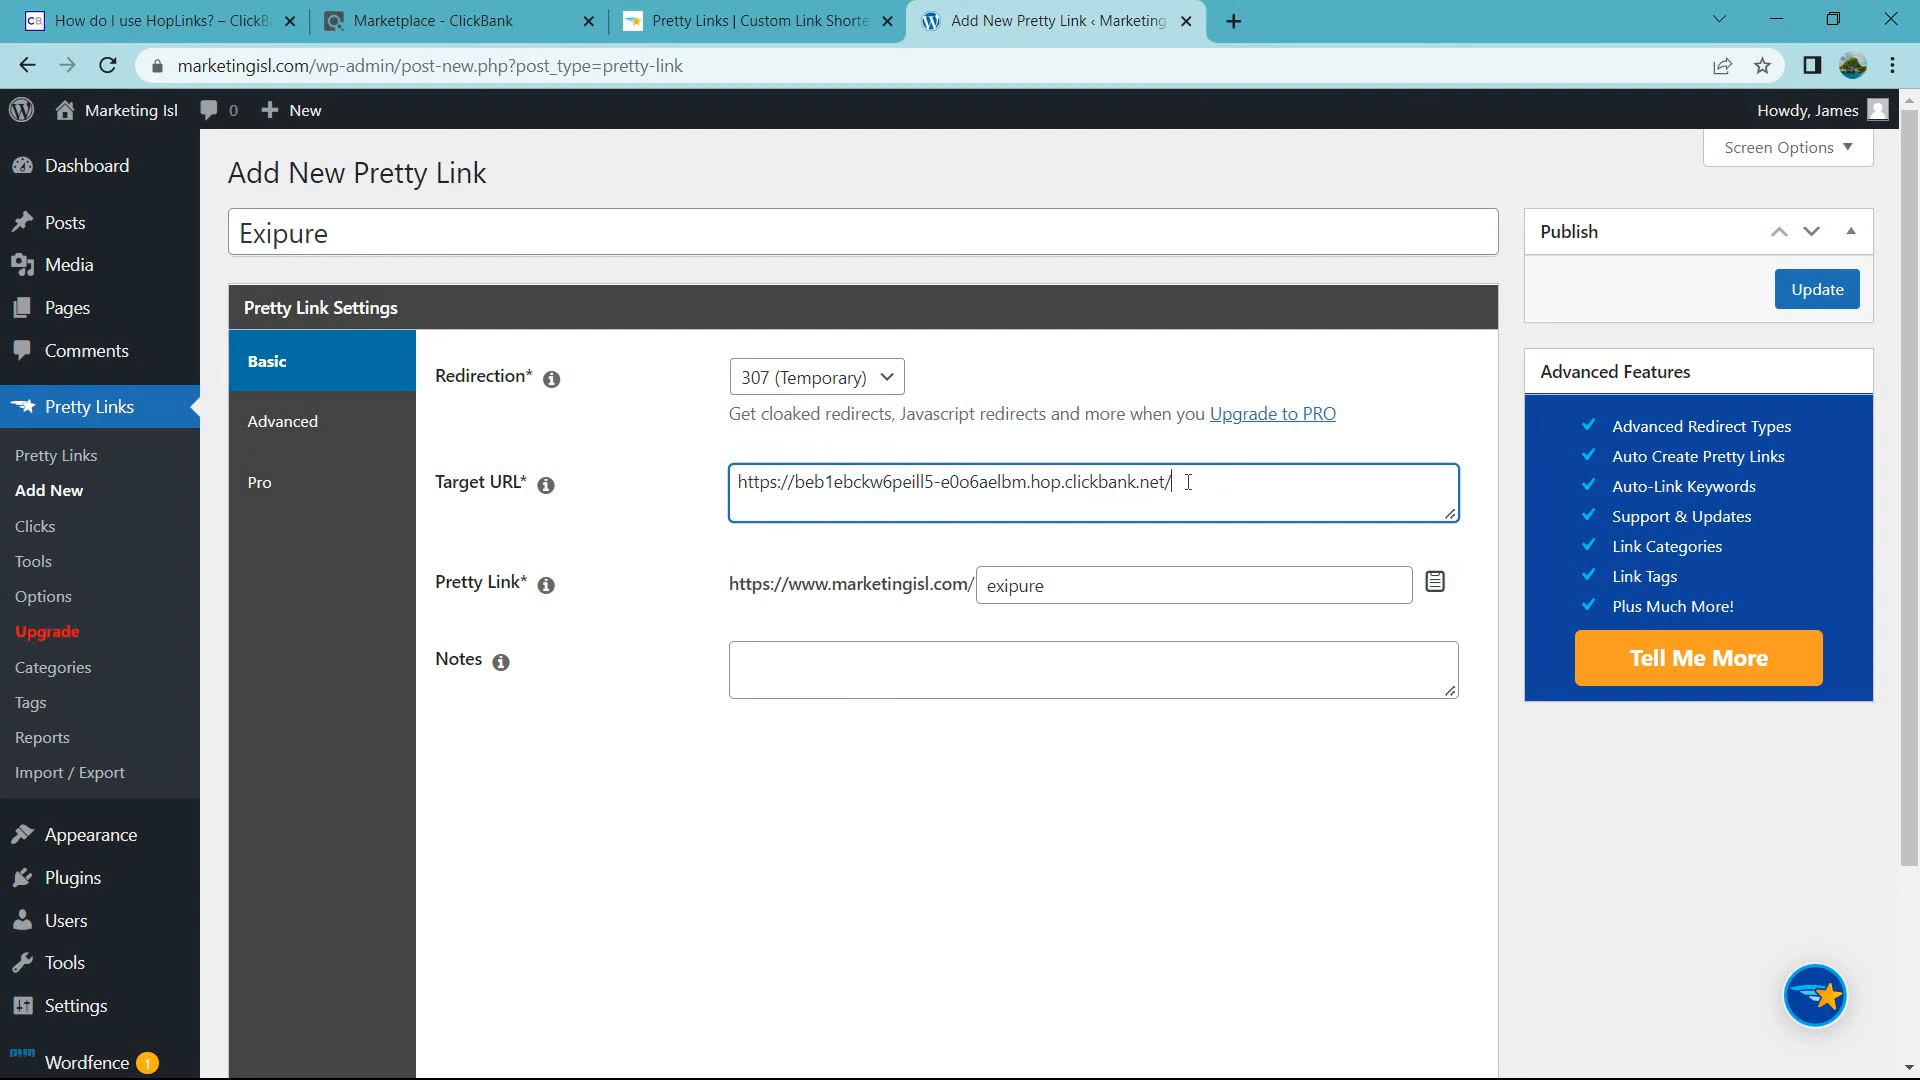 How do I use HopLinks? – ClickB
Marketplace - ClickBank
Pretty Links | Custom Link Shorte
Add New Pretty Link ‹ Marketing
marketingisl.com/wp-admin/post-new.php?post_type=pretty-link
Marketing Isl
0
New
Howdy, James
Dashboard
Posts
Media
Pages
Comments
Pretty Links
Pretty Links
Add New
Clicks
Tools
Options
Upgrade
Categories
Tags
Reports
Import / Export
Appearance
Plugins
Users
Tools
Settings
Wordfence 1
Screen Options
Add New Pretty Link
Exipure
Pretty Link Settings
Basic
Advanced
Pro
Redirection*
307 (Temporary)
Get cloaked redirects, Javascript redirects and more when you Upgrade to PRO
Target URL*
https://beb1ebckw6peill5-e0o6aelbm.hop.clickbank.net/
Pretty Link*
https://www.marketingisl.com/ exipure
Notes
Publish
Update
Advanced Features
Advanced Redirect Types
Auto Create Pretty Links
Auto-Link Keywords
Support & Updates
Link Categories
Link Tags
Plus Much More!
Tell Me More